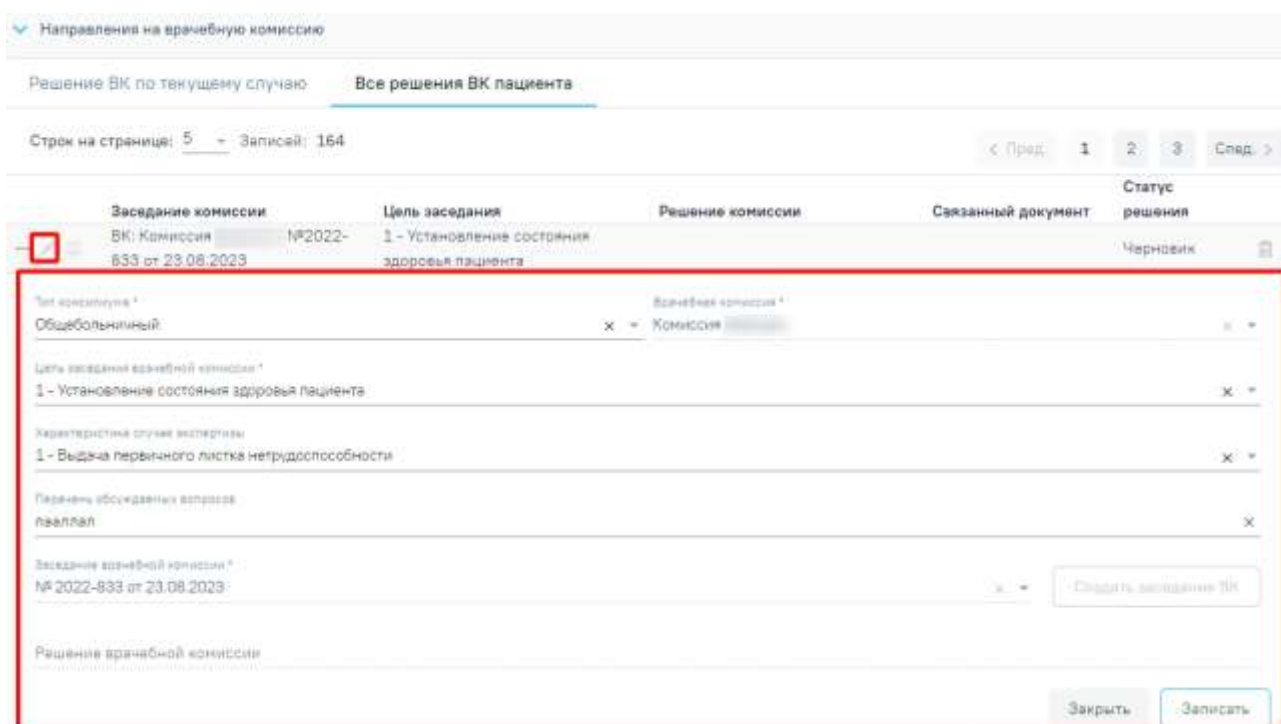 Направления на врачебную комиссию
Решение ВК по текущему случаю Все решения ВК пациента
Строк на странице: 5 Записей: 164 < Пред. 1 2 3 След. >
Заседание комиссии Цель заседания Решение комиссии Связанный документ Статус решения
ВК: Комиссия №2022-833 от 23.08.2023 1 - Установление состояния здоровья пациента Черновик
Тип консилиума * Врачебная комиссия *
Общебольничный Комиссия
Цель заседания врачебной комиссии *
1 - Установление состояния здоровья пациента
Характеристика случая экспертизы
1 - Выдача первичного листка нетрудоспособности
Перечень обсуждаемых вопросов
Заседание врачебной комиссии *
№ 2022-833 от 23.08.2023 Создать заседание ВК
Решение врачебной комиссии
Закрыть Записать